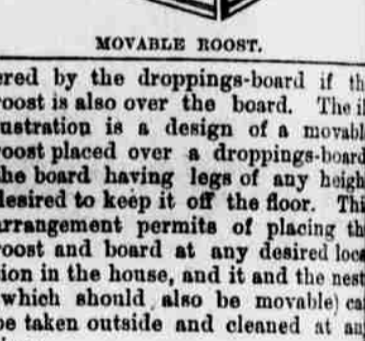 MOVABLE ROOST.
ered by the droppings-board if th
roost is also over the board. The il
lustration is a design of a movabl
roost placed over a droppings-board
the board having legs of any heigh
desired to keep it off the floor. Thi
arrangement permits of placing th
roost and board at any desired loca
tion in the house, and it and the nest
(which should also be movable) ca
be taken outside and cleaned at an